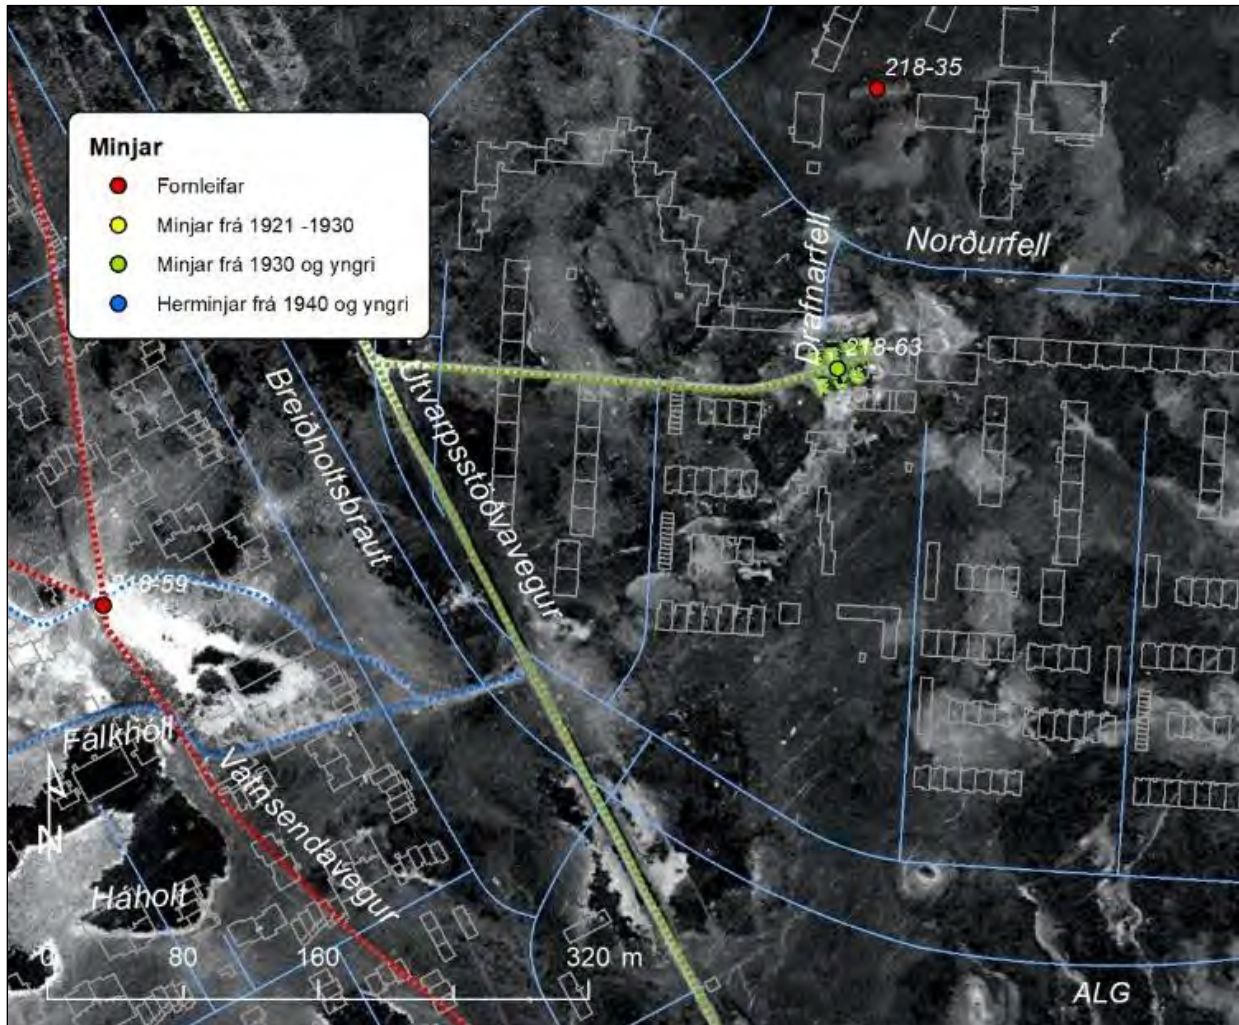 218-35
Minjar
Fornleifar
Minjar frá 1921 -1930
Minjar frá 1930 og yngri
Herminjar frá 1940 og yngri
Norðurfell
Drafnarfell
218-63
Útvarpsstöðvavegur
Breiðholtsbraut
218-59
Fálkhóll
Vatnsendavegur
N
Háholt
0 80 160 320 m
ALG